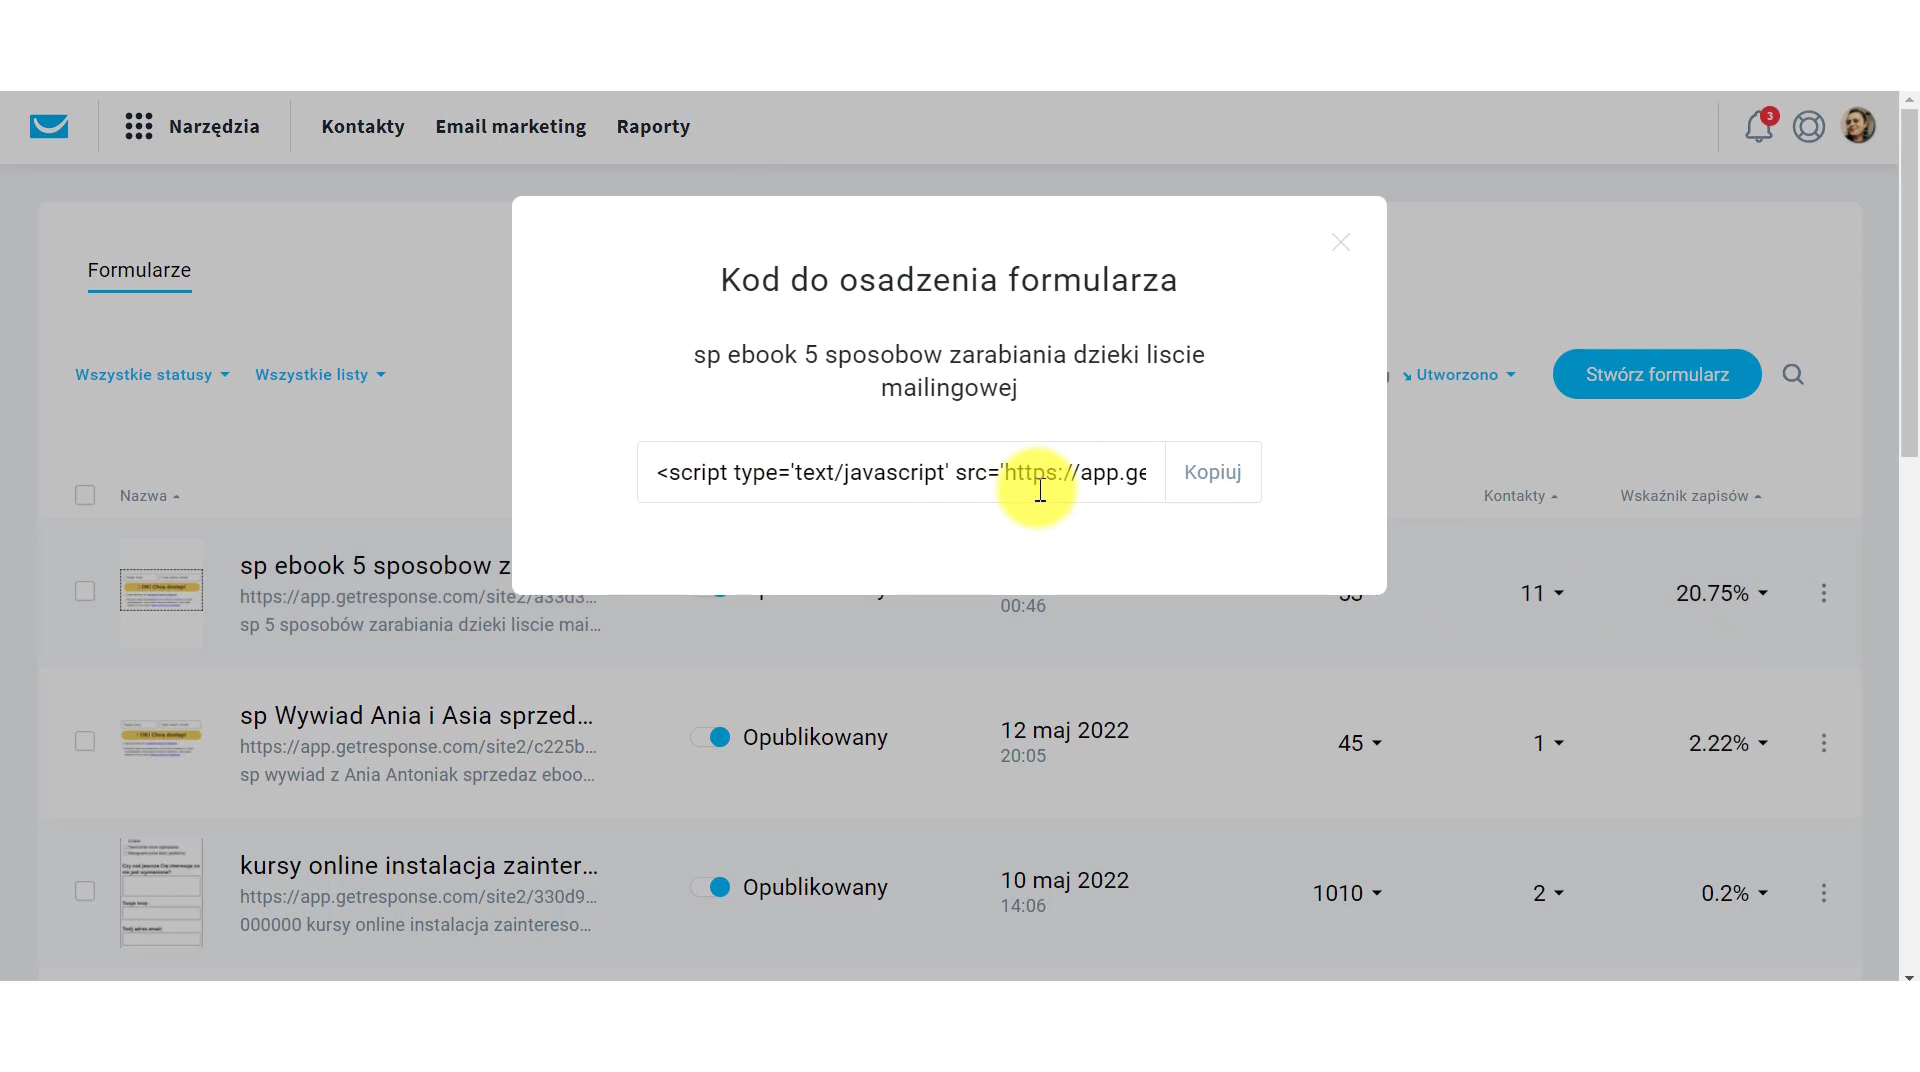 Narzędzia
Kontakty
Email marketing
Raporty
3
Formularze
Wszystkie statusy
Wszystkie listy
Utworzono
Stwórz formularz
Kod do osadzenia formularza
sp ebook 5 sposobow zarabiania dzieki liscie
mailingowej
<script type='text/javascript' src='https://app.ge
Kopiuj
Nazwa
Kontakty
Wskaźnik zapisów
sp ebook 5 sposobow z
https://app.getresponse.com/site2/a33d3...
sp 5 sposobów zarabiania dzieki liscie mai...
00:46
11
20.75%
sp Wywiad Ania i Asia sprzed...
https://app.getresponse.com/site2/c225b...
sp wywiad z Ania Antoniak sprzedaz eboo...
Opublikowany
12 maj 2022
20:05
45
1
2.22%
kursy online instalacja zainter...
https://app.getresponse.com/site2/330d9...
000000 kursy online instalacja zaintereso...
Opublikowany
10 maj 2022
14:06
1010
2
0.2%